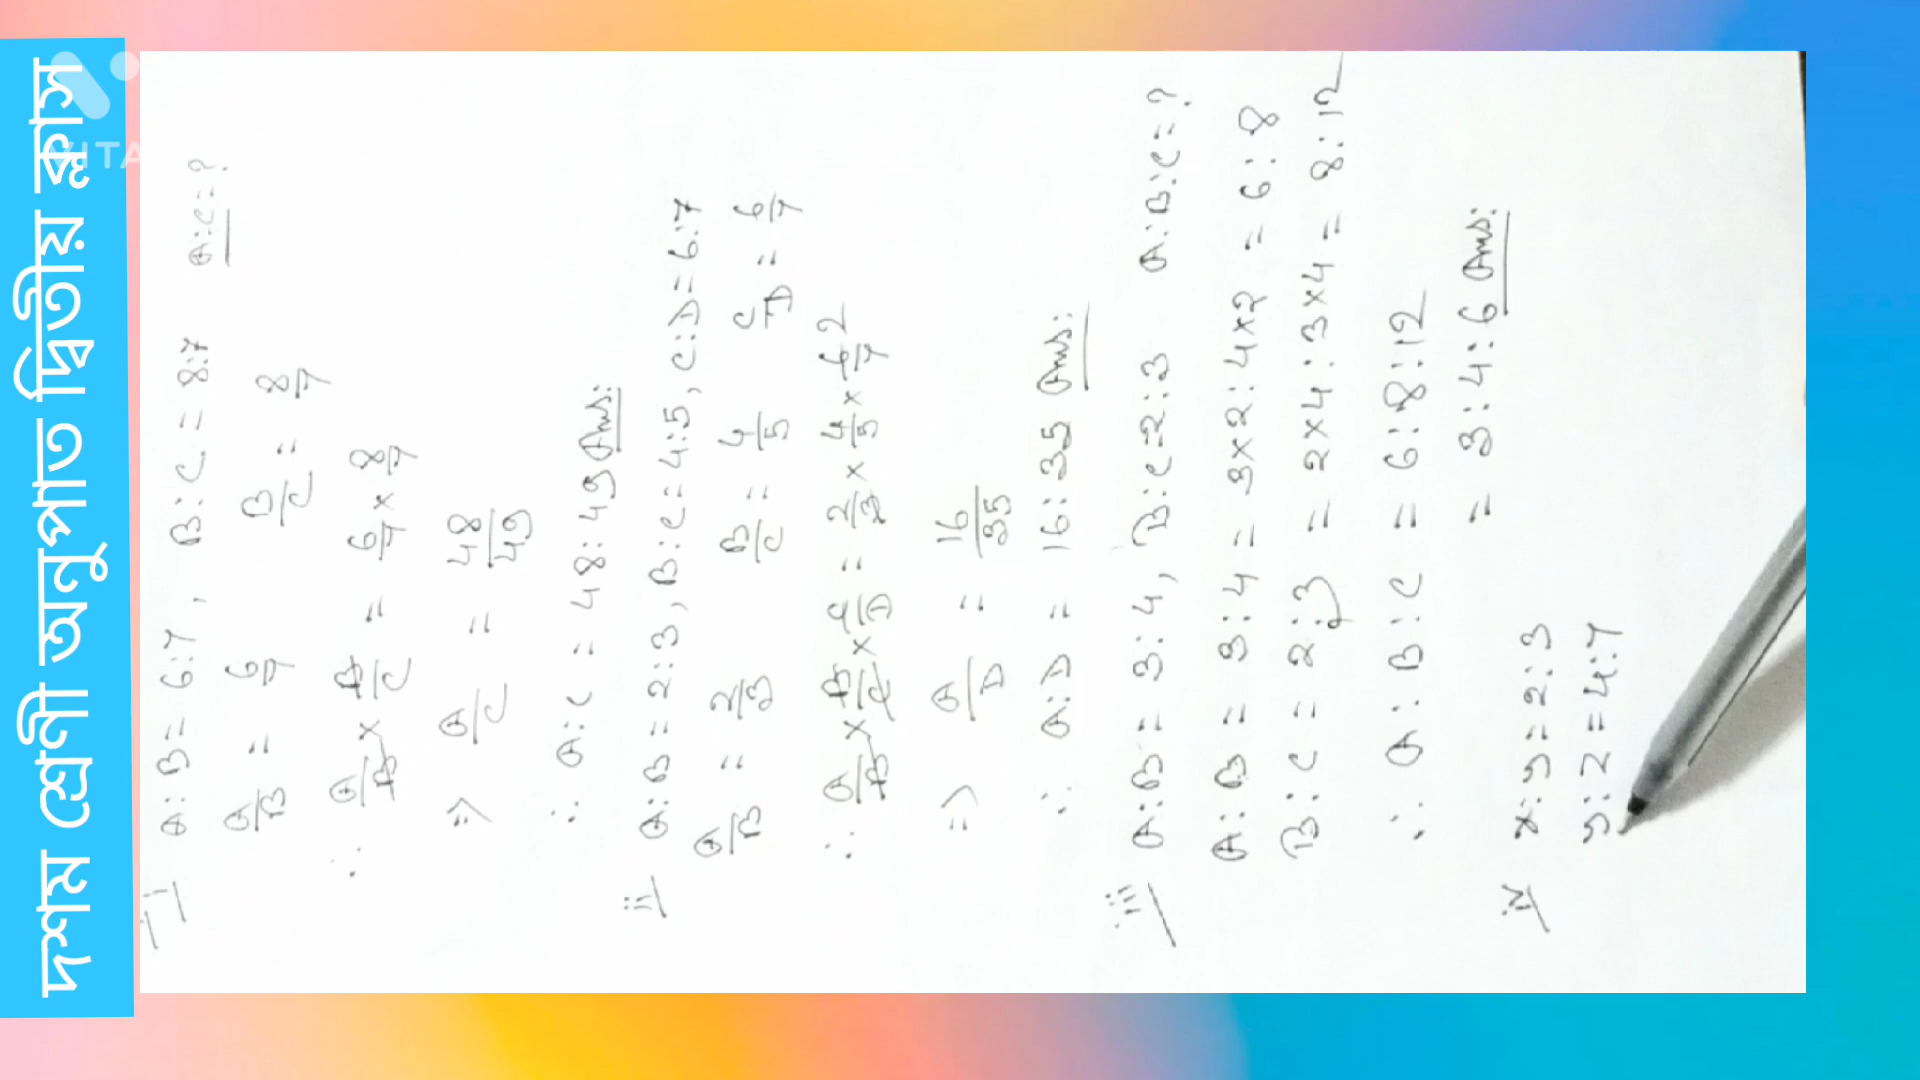 দশম শ্রেণী অনুপাত দ্বিতীয় ক্লাস
VITA
i) A:B = 6:7, B:C = 8:7 A:C = ?
A/B = 6/7 B/C = 8/7
∴ A/B × B/C = 6/7 × 8/7
⇒ A/C = 48/49
∴ A:C = 48:49 Ans:
ii) A:B = 2:3, B:C = 4:5, C:D = 6:7
A/B = 2/3 B/C = 4/5 C/D = 6/7
∴ A/B × B/C × C/D = 2/3 × 4/5 × 6/7 2
⇒ A/D = 16/35
∴ A:D = 16:35 Ans:
iii) A:B = 3:4, B:C=2:3 A:B:C = ?
A:B = 3:4 = 3×2:4×2 = 6:8
B:C = 2:3 = 2×4:3×4 = 8:12
∴ A:B:C = 6:8:12
= 3:4:6 Ans:
iv) x:y = 2:3
y:z = 4:7